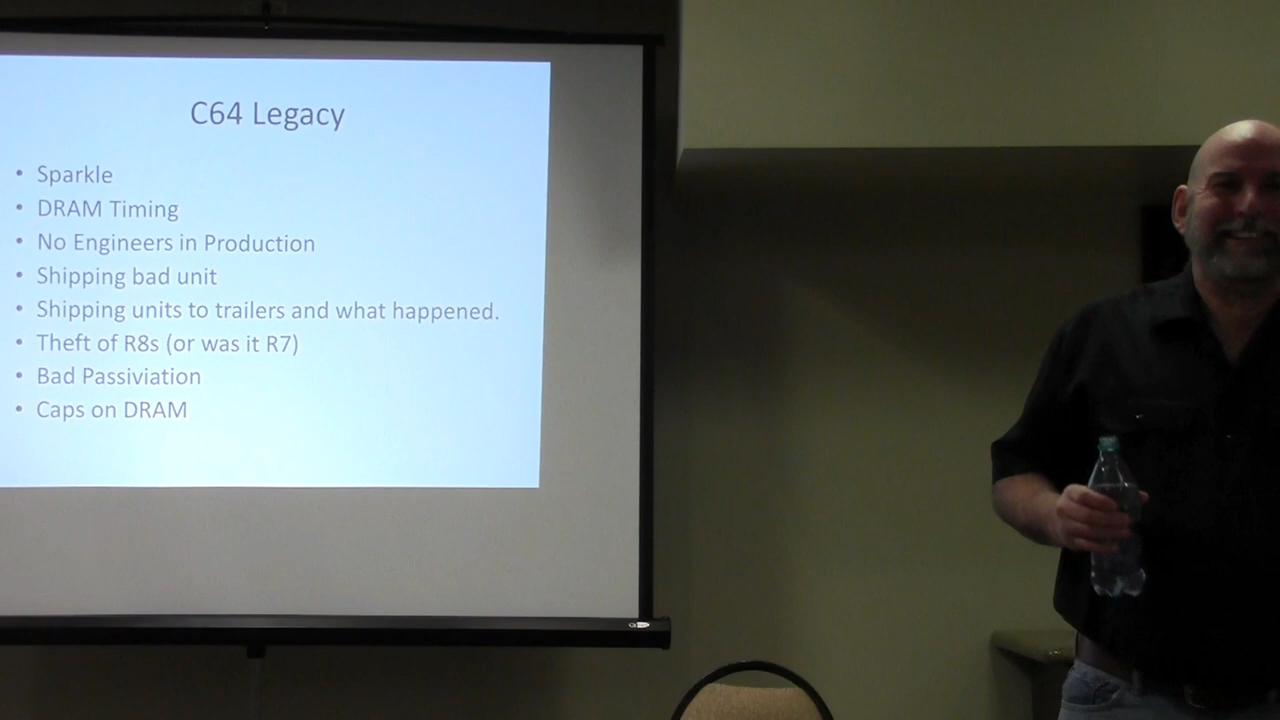 C64 Legacy
• Sparkle
• DRAM Timing
• No Engineers in Production
• Shipping bad unit
• Shipping units to trailers and what happened.
• Theft of R8s (or was it R7)
• Bad Passiviation
• Caps on DRAM